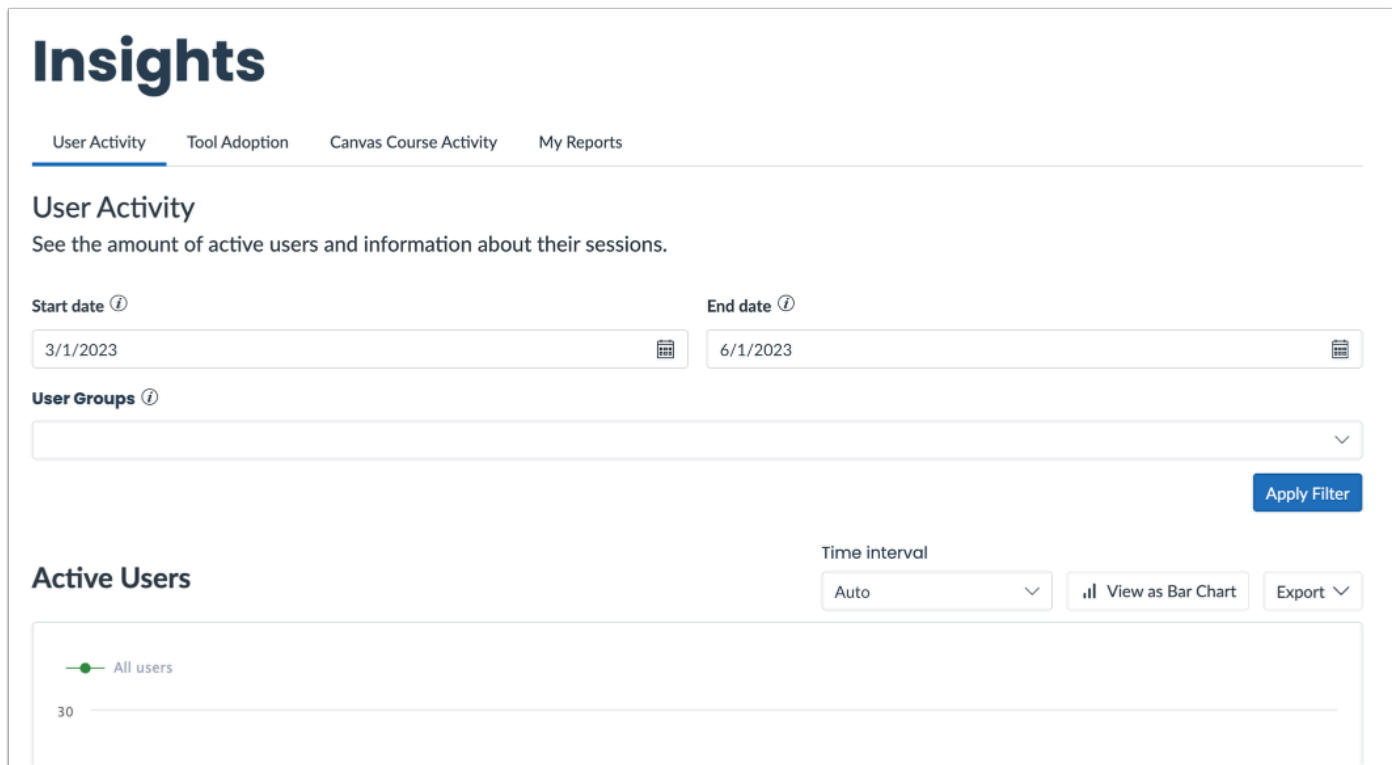 Insights
User Activity Tool Adoption Canvas Course Activity My Reports
User Activity
See the amount of active users and information about their sessions.
Start date End date
3/1/2023 6/1/2023
User Groups
Apply Filter
Time interval
Active Users
Auto View as Bar Chart Export
All users
30